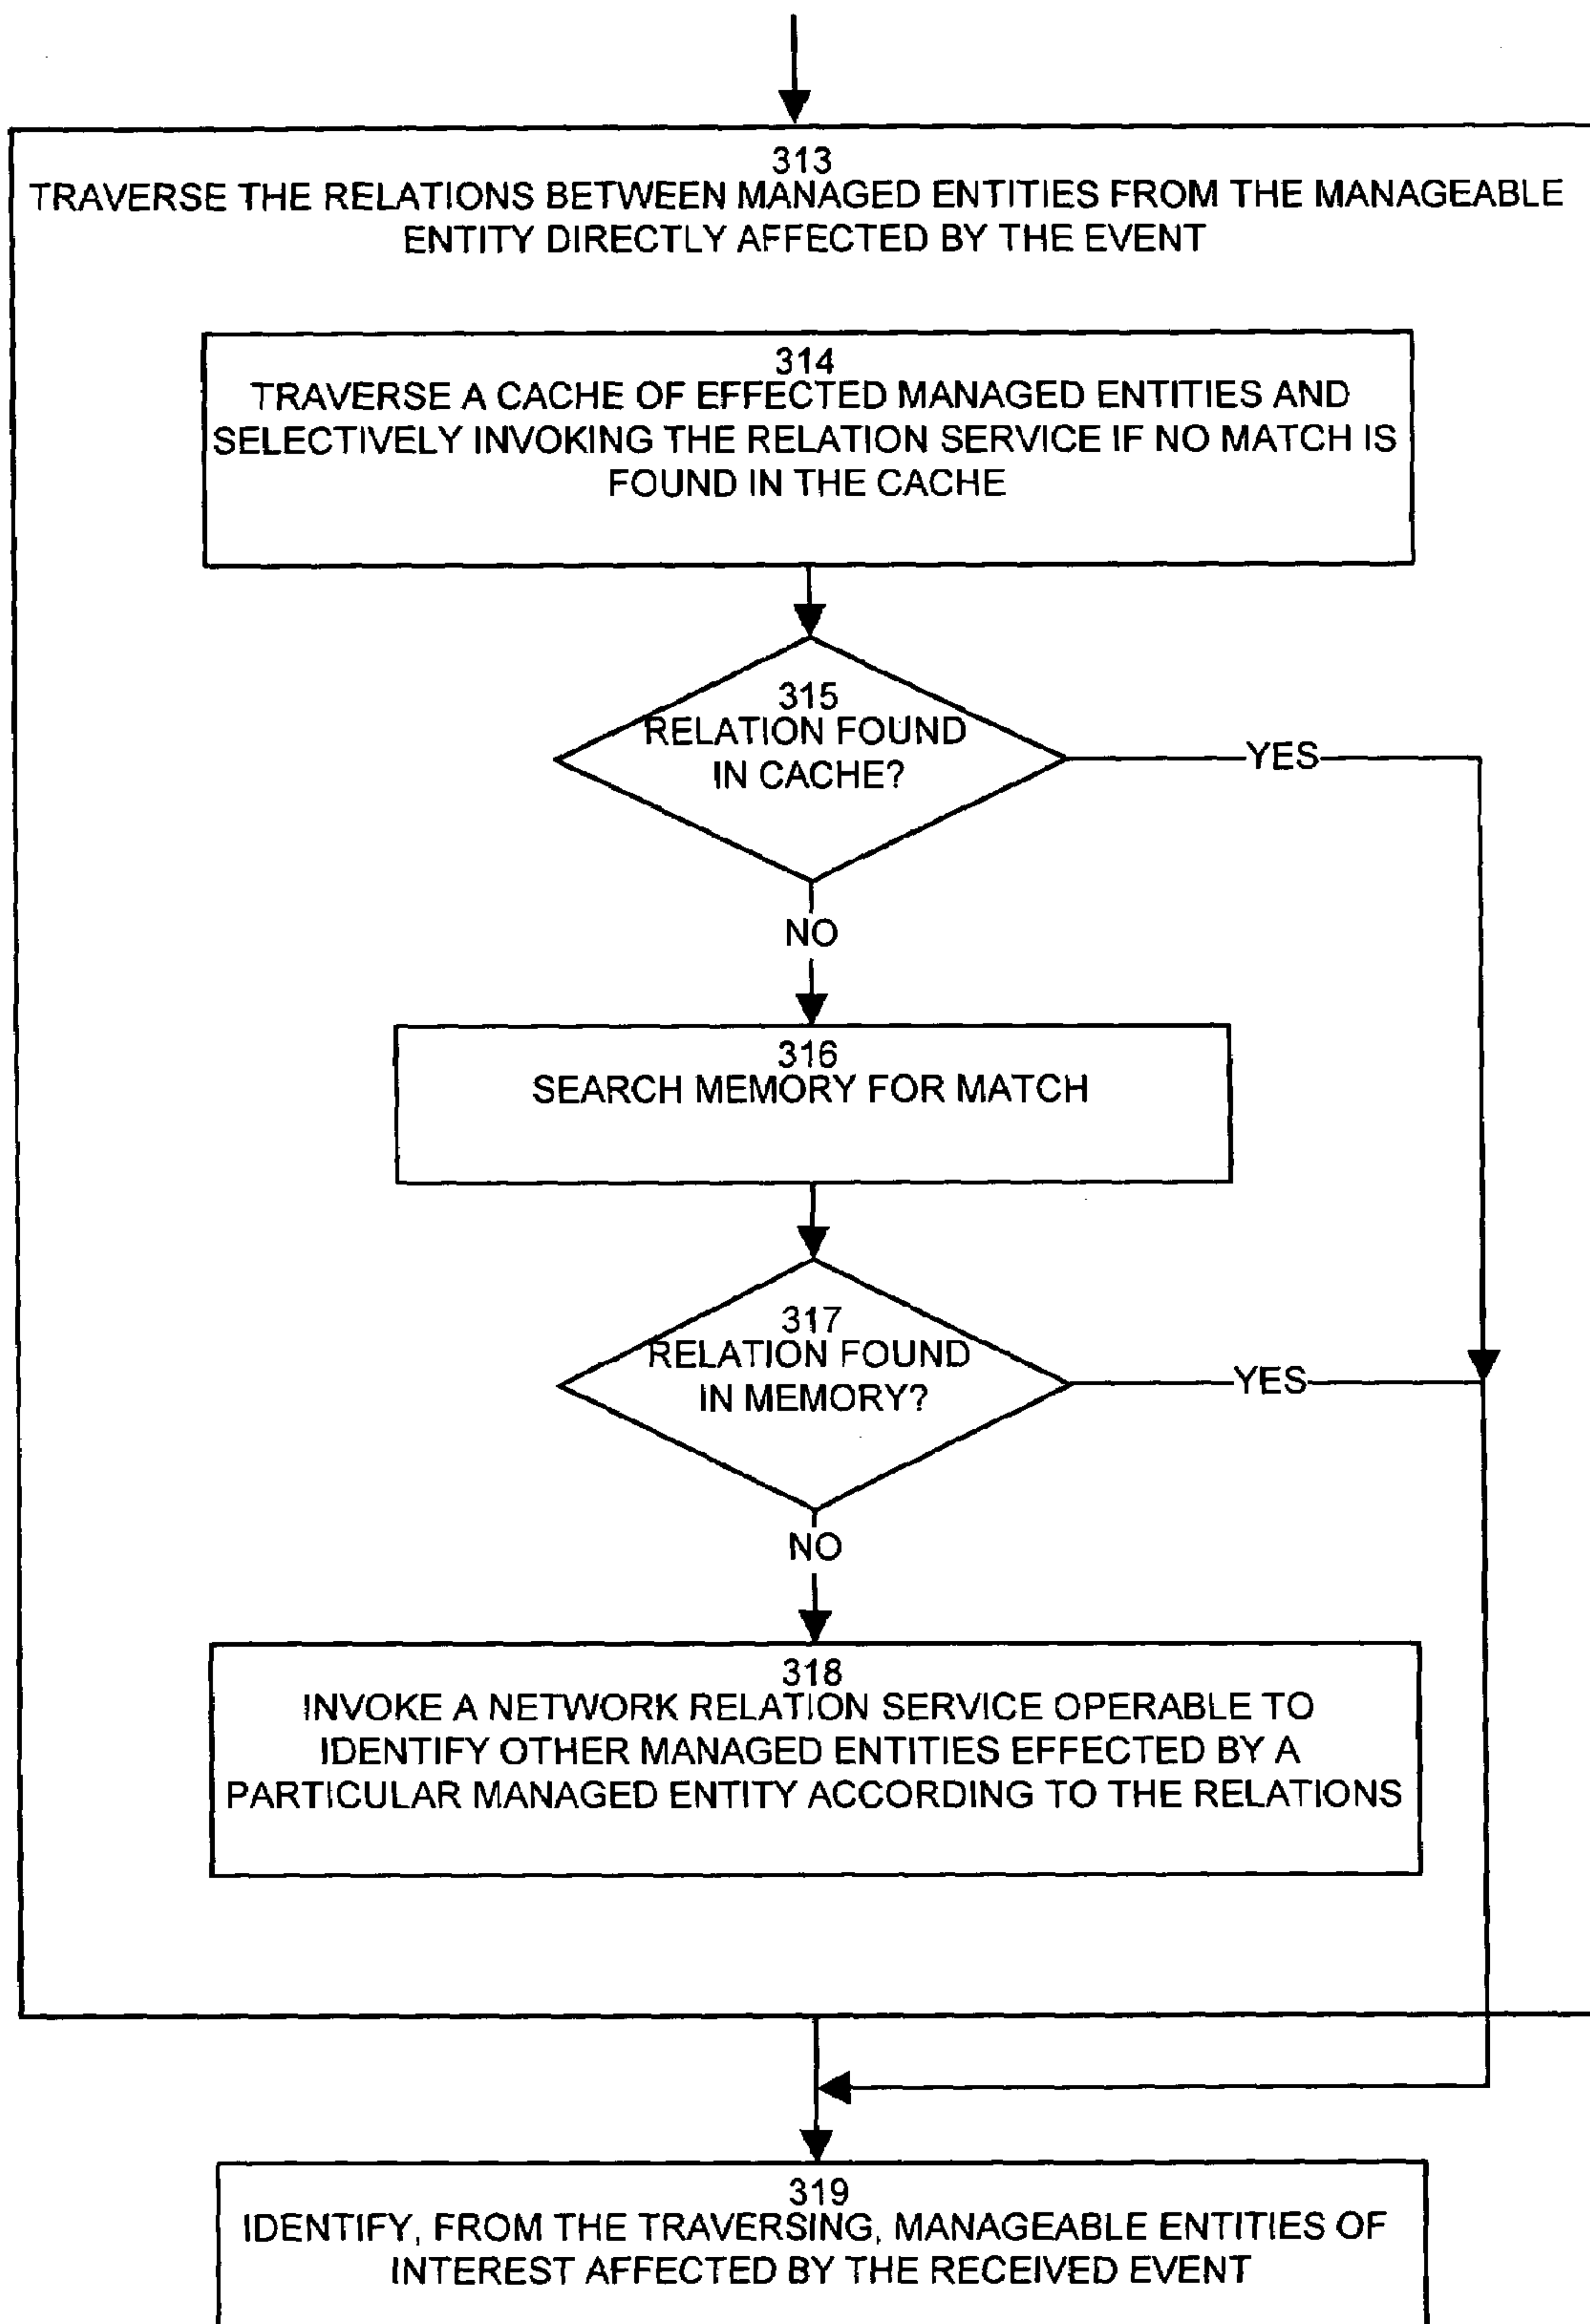 313
TRAVERSE THE RELATIONS BETWEEN MANAGED ENTITIES FROM THE MANAGEABLE
ENTITY DIRECTLY AFFECTED BY THE EVENT
314
TRAVERSE A CACHE OF EFFECTED MANAGED ENTITIES AND
SELECTIVELY INVOKING THE RELATION SERVICE IF NO MATCH IS
FOUND IN THE CACHE
315
RELATION FOUND
IN CACHE?
YES
NO
316
SEARCH MEMORY FOR MATCH
317
RELATION FOUND
IN MEMORY?
YES
NO
318
INVOKE A NETWORK RELATION SERVICE OPERABLE TO
IDENTIFY OTHER MANAGED ENTITIES EFFECTED BY A
PARTICULAR MANAGED ENTITY ACCORDING TO THE RELATIONS
319
IDENTIFY, FROM THE TRAVERSING, MANAGEABLE ENTITIES OF
INTEREST AFFECTED BY THE RECEIVED EVENT